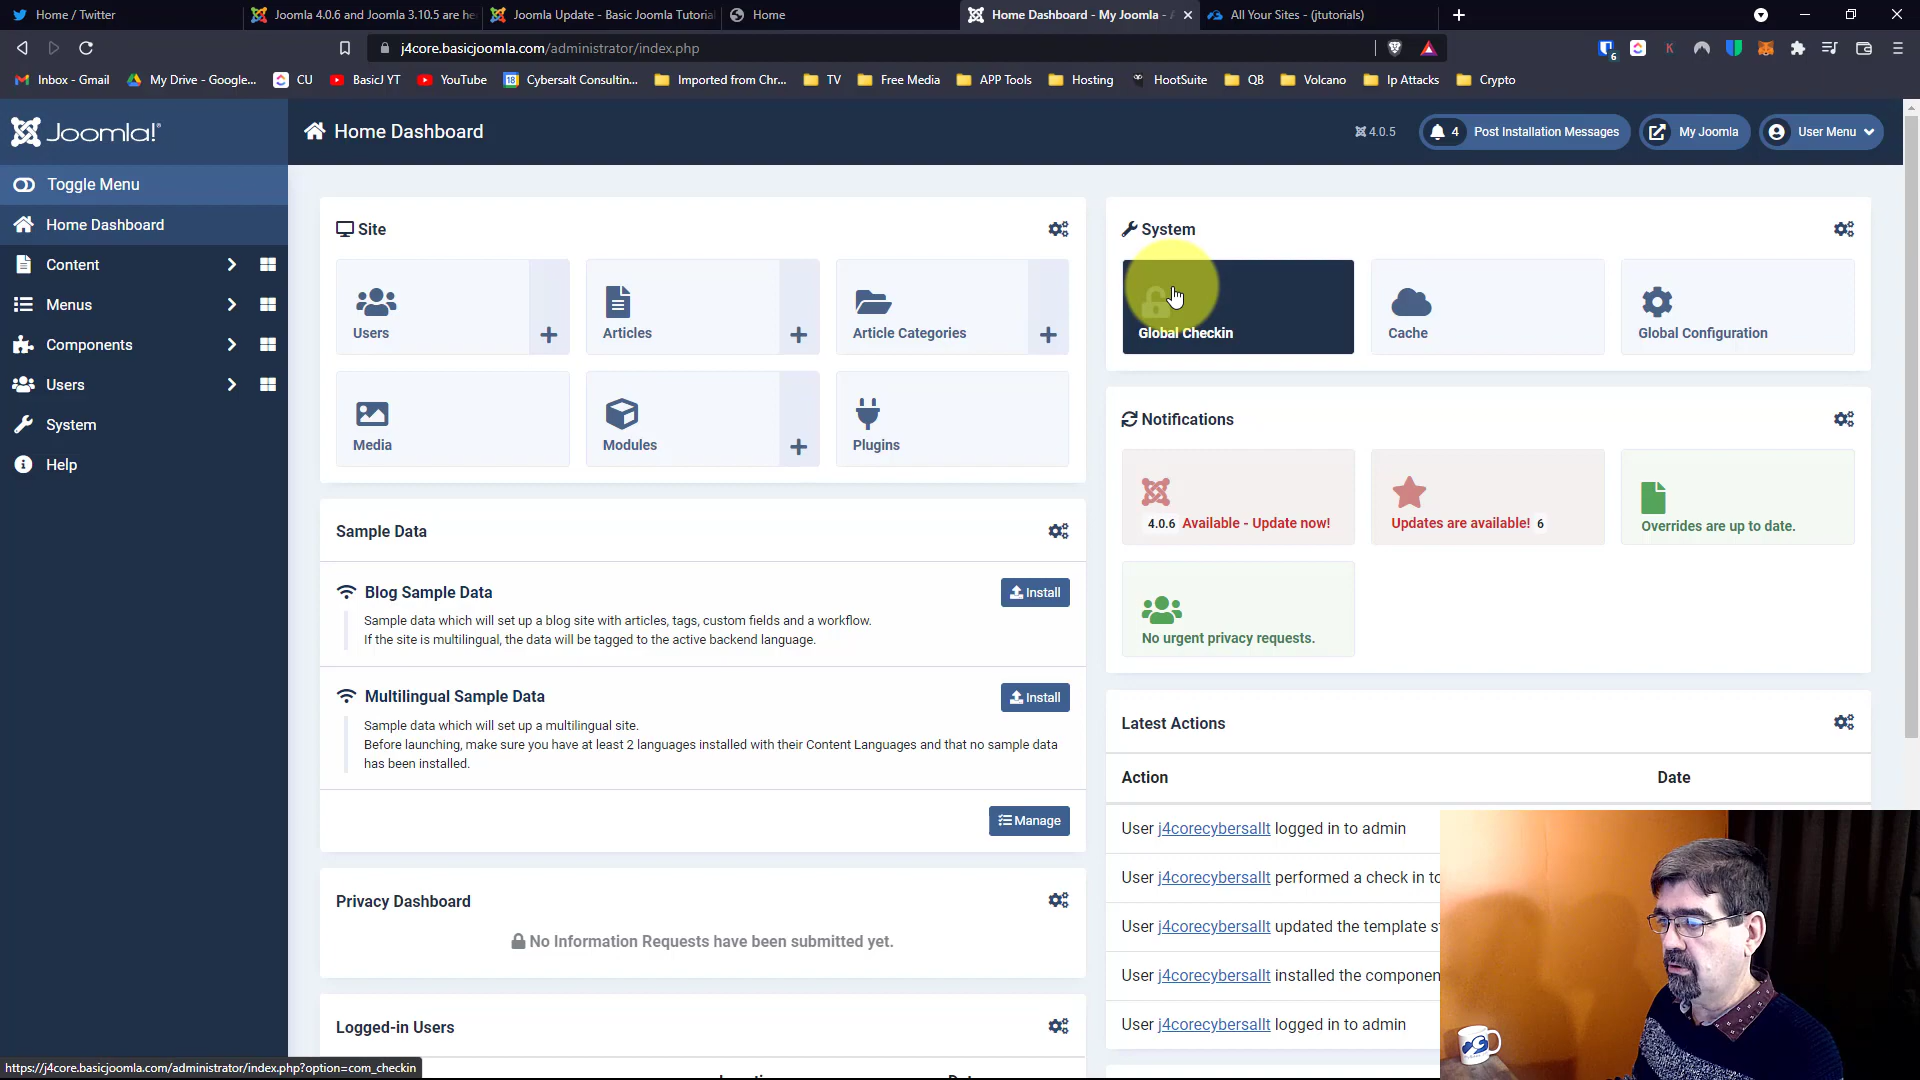 Home / Twitter
Joomla 4.0.6 and Joomla 3.10.5 are he
Joomla Update - Basic Joomla Tutoria
Home
Home Dashboard - My Joomla - A
All Your Sites - (jtutorials)
j4core.basicjoomla.com/administrator/index.php
6
Inbox - Gmail
My Drive - Google...
CU
BasicJ YT
YouTube
18
Cybersalt Consultin...
Imported from Chr...
TV
Free Media
APP Tools
Hosting
HootSuite
QB
Volcano
Ip Attacks
Crypto
Joomla!
Home Dashboard
4.0.5
4 Post Installation Messages
My Joomla
User Menu
Toggle Menu
Home Dashboard
Content
Menus
Components
Users
System
Help
Site
Users
Articles
Article Categories
Media
Modules
Plugins
Sample Data
Blog Sample Data
Install
Sample data which will set up a blog site with articles, tags, custom fields and a workflow.
If the site is multilingual, the data will be tagged to the active backend language.
Multilingual Sample Data
Install
Sample data which will set up a multilingual site.
Before launching, make sure you have at least 2 languages installed with their Content Languages and that no sample data
has been installed.
Manage
Privacy Dashboard
No Information Requests have been submitted yet.
Logged-in Users
System
Global Checkin
Cache
Global Configuration
Notifications
4.0.6 Available - Update now!
Updates are available! 6
Overrides are up to date.
No urgent privacy requests.
Latest Actions
Action
Date
User j4corecybersallt logged in to admin
User j4corecybersallt performed a check in to
User j4corecybersallt updated the template s
User j4corecybersallt installed the componen
User j4corecybersallt logged in to admin
https://j4core.basicjoomla.com/administrator/index.php?option=com_checkin